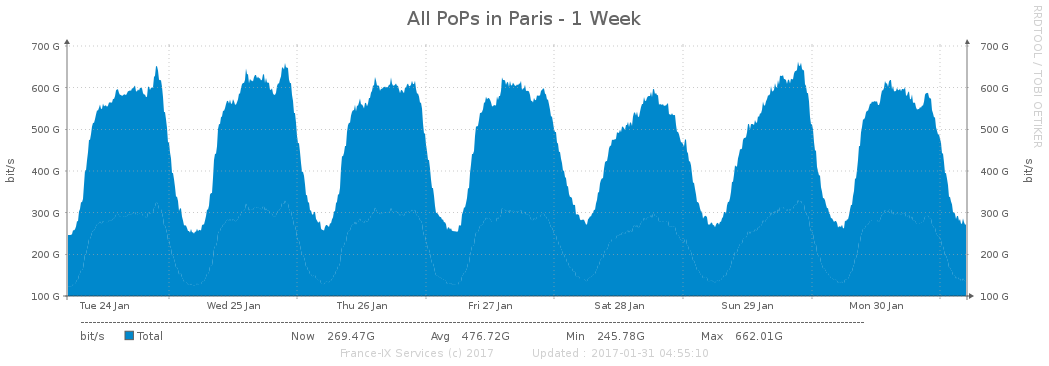 All PoPs in Paris - 1 Week
RRDTOOL / TOBI OETIKER
700 G 700 G
600 G 600 G
500 G 500 G
400 G 400 G
300 G 300 G
200 G 200 G
100 G 100 G
bit/s bit/s
Tue 24 Jan Wed 25 Jan Thu 26 Jan Fri 27 Jan Sat 28 Jan Sun 29 Jan Mon 30 Jan
bit/s Total Now 269.47G Avg 476.72G Min 245.78G Max 662.01G
France-IX Services (c) 2017 Updated : 2017-01-31 04:55:10